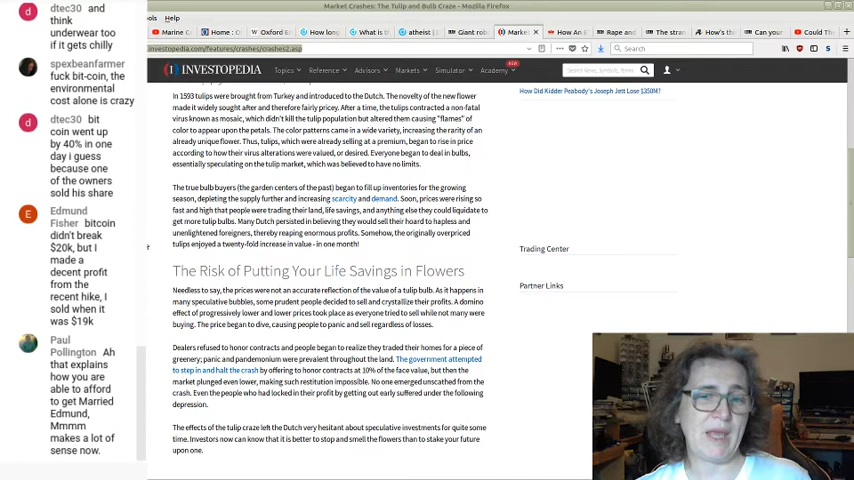 Market Crashes: The Tulip and Bulb Craze - Mozilla Firefox
ols Help
Marine C
Home : O
Oxford E
How long
What is t
atheist |
Giant robo
Market
How An E
Rape and
The stran
How's the
Can your
Could The
investopedia.com/features/crashes/crashes2.asp
Search
INVESTOPEDIA
Topics
Reference
Advisors
Markets
Simulator
Academy
NEW
Search News, Symbols, Terms
In 1593 tulips were brought from Turkey and introduced to the Dutch. The novelty of the new flower
made it widely sought after and therefore fairly pricey. After a time, the tulips contracted a non-fatal
virus known as mosaic, which didn't kill the tulip population but altered them causing "flames" of
color to appear upon the petals. The color patterns came in a wide variety, increasing the rarity of an
already unique flower. Thus, tulips, which were already selling at a premium, began to rise in price
according to how their virus alterations were valued, or desired. Everyone began to deal in bulbs,
essentially speculating on the tulip market, which was believed to have no limits.
The true bulb buyers (the garden centers of the past) began to fill up inventories for the growing
season, depleting the supply further and increasing scarcity and demand. Soon, prices were rising so
fast and high that people were trading their land, life savings, and anything else they could liquidate to
get more tulip bulbs. Many Dutch persisted in believing they would sell their hoard to hapless and
unenlightened foreigners, thereby reaping enormous profits. Somehow, the originally overpriced
tulips enjoyed a twenty-fold increase in value - in one month!
The Risk of Putting Your Life Savings in Flowers
Needless to say, the prices were not an accurate reflection of the value of a tulip bulb. As it happens in
many speculative bubbles, some prudent people decided to sell and crystallize their profits. A domino
effect of progressively lower and lower prices took place as everyone tried to sell while not many were
buying. The price began to dive, causing people to panic and sell regardless of losses.
Dealers refused to honor contracts and people began to realize they traded their homes for a piece of
greenery; panic and pandemonium were prevalent throughout the land. The government attempted
to step in and halt the crash by offering to honor contracts at 10% of the face value, but then the
market plunged even lower, making such restitution impossible. No one emerged unscathed from the
crash. Even the people who had locked in their profit by getting out early suffered under the following
depression.
The effects of the tulip craze left the Dutch very hesitant about speculative investments for quite some
time. Investors now can know that it is better to stop and smell the flowers than to stake your future
upon one.
How Did Kidder Peabody's Joseph Jett Lose $350M?
Trading Center
Partner Links
d
dtec30 and
think
underwear too
if it gets chilly
spexbeanfarmer
fuck bit-coin, the
environmental
cost alone is crazy
d
dtec30 bit
coin went up
by 40% in one
day i guess
because one
of the owners
sold his share
E
Edmund
Fisher bitcoin
didn't break
$20k, but I
made a
decent profit
from the
recent hike, I
sold when it
was $19k
Paul
Pollington Ah
that explains
how you are
able to afford
to get Married
Edmund,
Mmmm
makes a lot of
sense now.